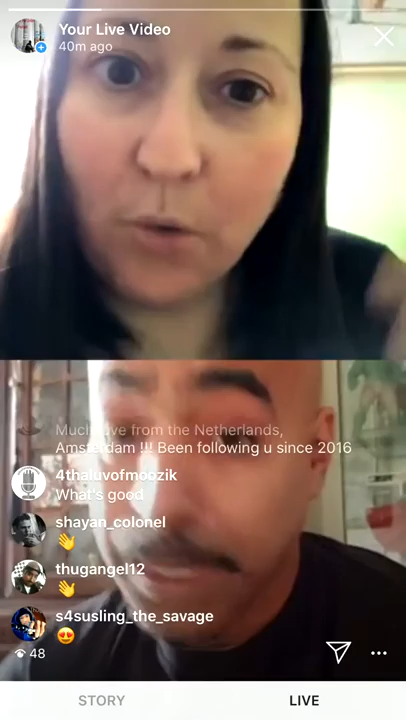 Your Live Video
40m ago
Much love from the Netherlands,
Amsterdam !!! Been following u since 2016
4thaluvofmoozik
What's good
shayan_colonel
👋
thugangel12
👋
s4susling_the_savage
😍
48
STORY
LIVE